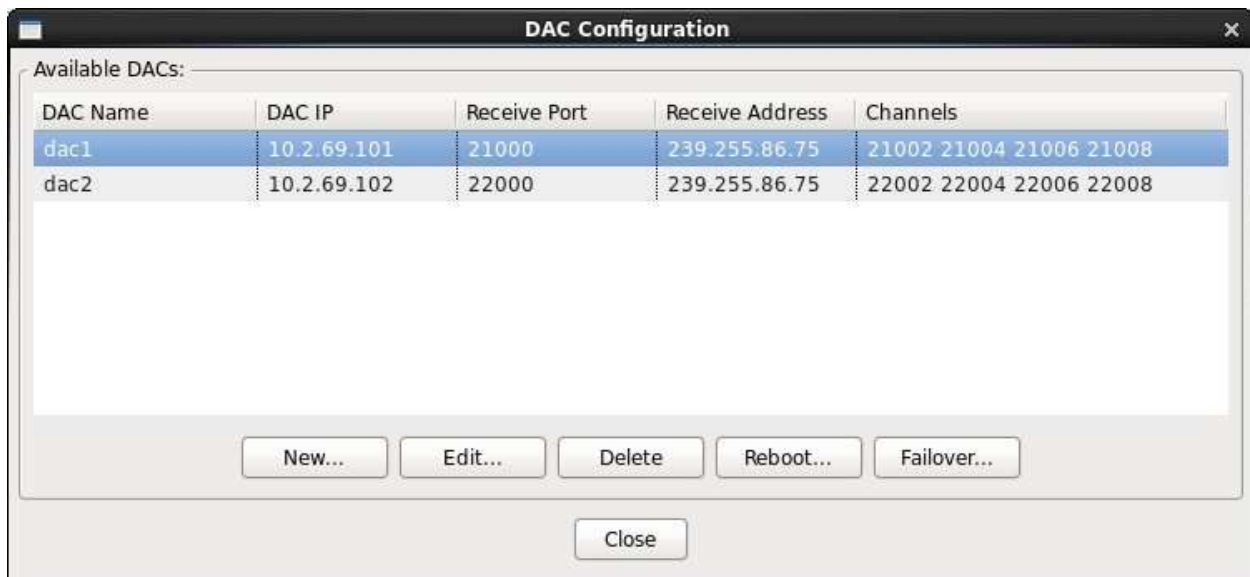 DAC Configuration
Available DACs:
DAC Name DAC IP Receive Port Receive Address Channels
dac1 10.2.69.101 21000 239.255.86.75 21002 21004 21006 21008
dac2 10.2.69.102 22000 239.255.86.75 22002 22004 22006 22008
New... Edit... Delete Reboot... Failover...
Close